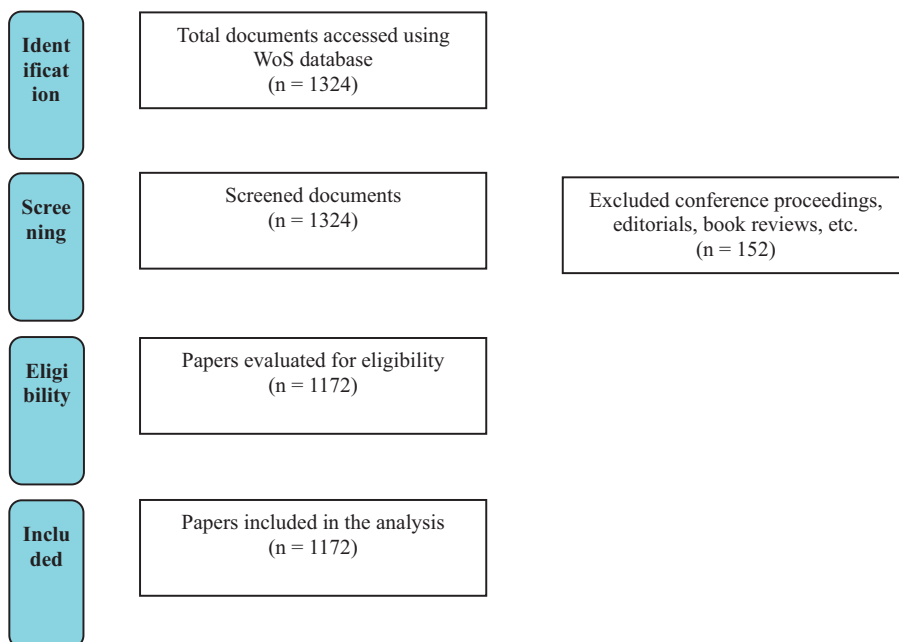 Ident
ificat
ion
Total documents accessed using
WoS database
(n = 1324)
Scree
ning
Screened documents
(n = 1324)
Excluded conference proceedings,
editorials, book reviews, etc.
(n = 152)
Eligi
bility
Papers evaluated for eligibility
(n = 1172)
Inclu
ded
Papers included in the analysis
(n = 1172)